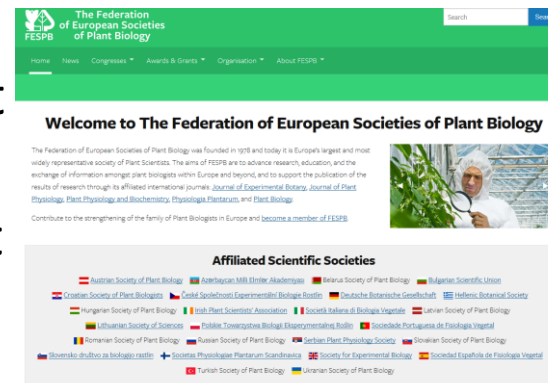 The Federation
of European Societies
of Plant Biology
FESPB
Search
Sea
Home News Congresses Awards & Grants Organisation About FESPB
t
Welcome to The Federation of European Societies of Plant Biology
The Federation of European Societies of Plant Biology was founded in 1978 and today it is Europe's largest and most
widely representative society of Plant Scientists. The aims of FESPB are to advance research, education, and the
exchange of information amongst plant biologists within Europe and beyond, and to support the publication of the
results of research through its affiliated international journals: Journal of Experimental Botany, Journal of Plant
Physiology, Plant Physiology and Biochemistry, Physiologia Plantarum, and Plant Biology.
Contribute to the strengthening of the family of Plant Biologists in Europe and become a member of FESPB
t
Affiliated Scientific Societies
Austrian Society of Plant Biology Azərbaycan Milli Elmlər Akademiyası Belarus Society of Plant Biology Bulgarian Scientific Union
Croatian Society of Plant Biologists České Společnosti Experimentální Biologie Rostlin Deutsche Botanische Gesellschaft Hellenic Botanical Society
Hungarian Society of Plant Biology Irish Plant Scientists' Association Società Italiana di Biologia Vegetale Latvian Society of Plant Biology
Lithuanian Society of Sciences Polskie Towarzystwo Biologii Eksperymentalnej Roślin Sociedade Portuguesa de Fisiologia Vegetal
Romanian Society of Plant Biology Russian Society of Plant Biology Serbian Plant Physiology Society Slovakian Society of Plant Biology
Slovensko društvo za biologijo rastlin Societas Physiologiae Plantarum Scandinavica Society for Experimental Biology Sociedad Española de Fisiología Vegetal
Turkish Society of Plant Biology Ukranian Society of Plant Biology